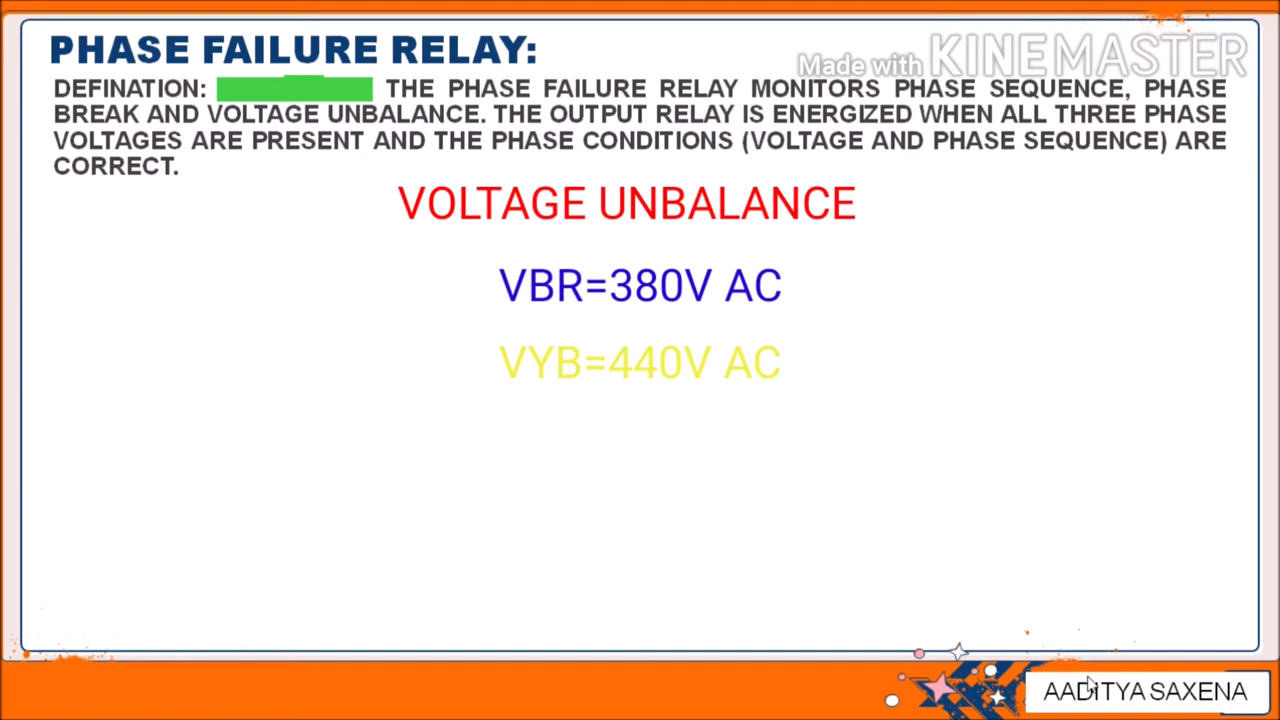 PHASE FAILURE RELAY:
Made with KINEMASTER
DEFINATION: THE PHASE FAILURE RELAY MONITORS PHASE SEQUENCE, PHASE
BREAK AND VOLTAGE UNBALANCE. THE OUTPUT RELAY IS ENERGIZED WHEN ALL THREE PHASE
VOLTAGES ARE PRESENT AND THE PHASE CONDITIONS (VOLTAGE AND PHASE SEQUENCE) ARE
CORRECT.
VOLTAGE UNBALANCE
VBR=380V AC
VYB=440V AC
AADITYA SAXENA